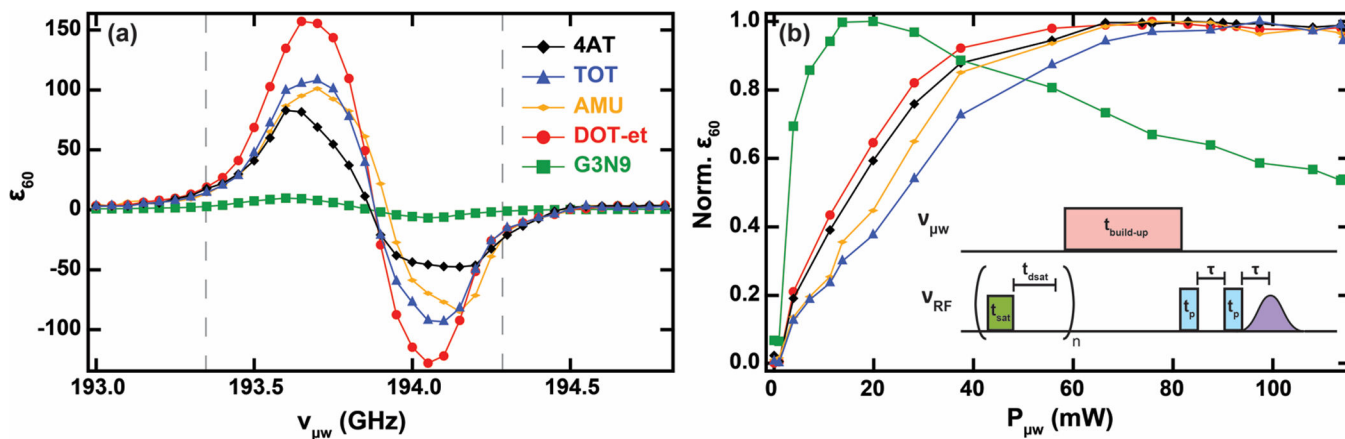 (a)
150
100
50
0
-50
-100
ε60
193.0 193.5 194.0 194.5
νμw (GHz)
4AT
TOT
AMU
DOT-et
G3N9
(b)
1.0
0.8
0.6
0.4
0.2
0.0
Norm. ε60
0 20 40 60 80 100
Pμw (mW)
νμw
tbuild-up
νRF
tsat
tdsat
n
tp
τ
tp
τ